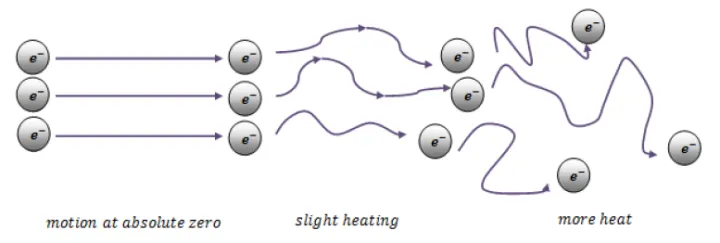 e⁻ e⁻ e⁻ e⁻
e⁻ e⁻ e⁻
e⁻ e⁻ e⁻ e⁻
e⁻
motion at absolute zero slight heating more heat